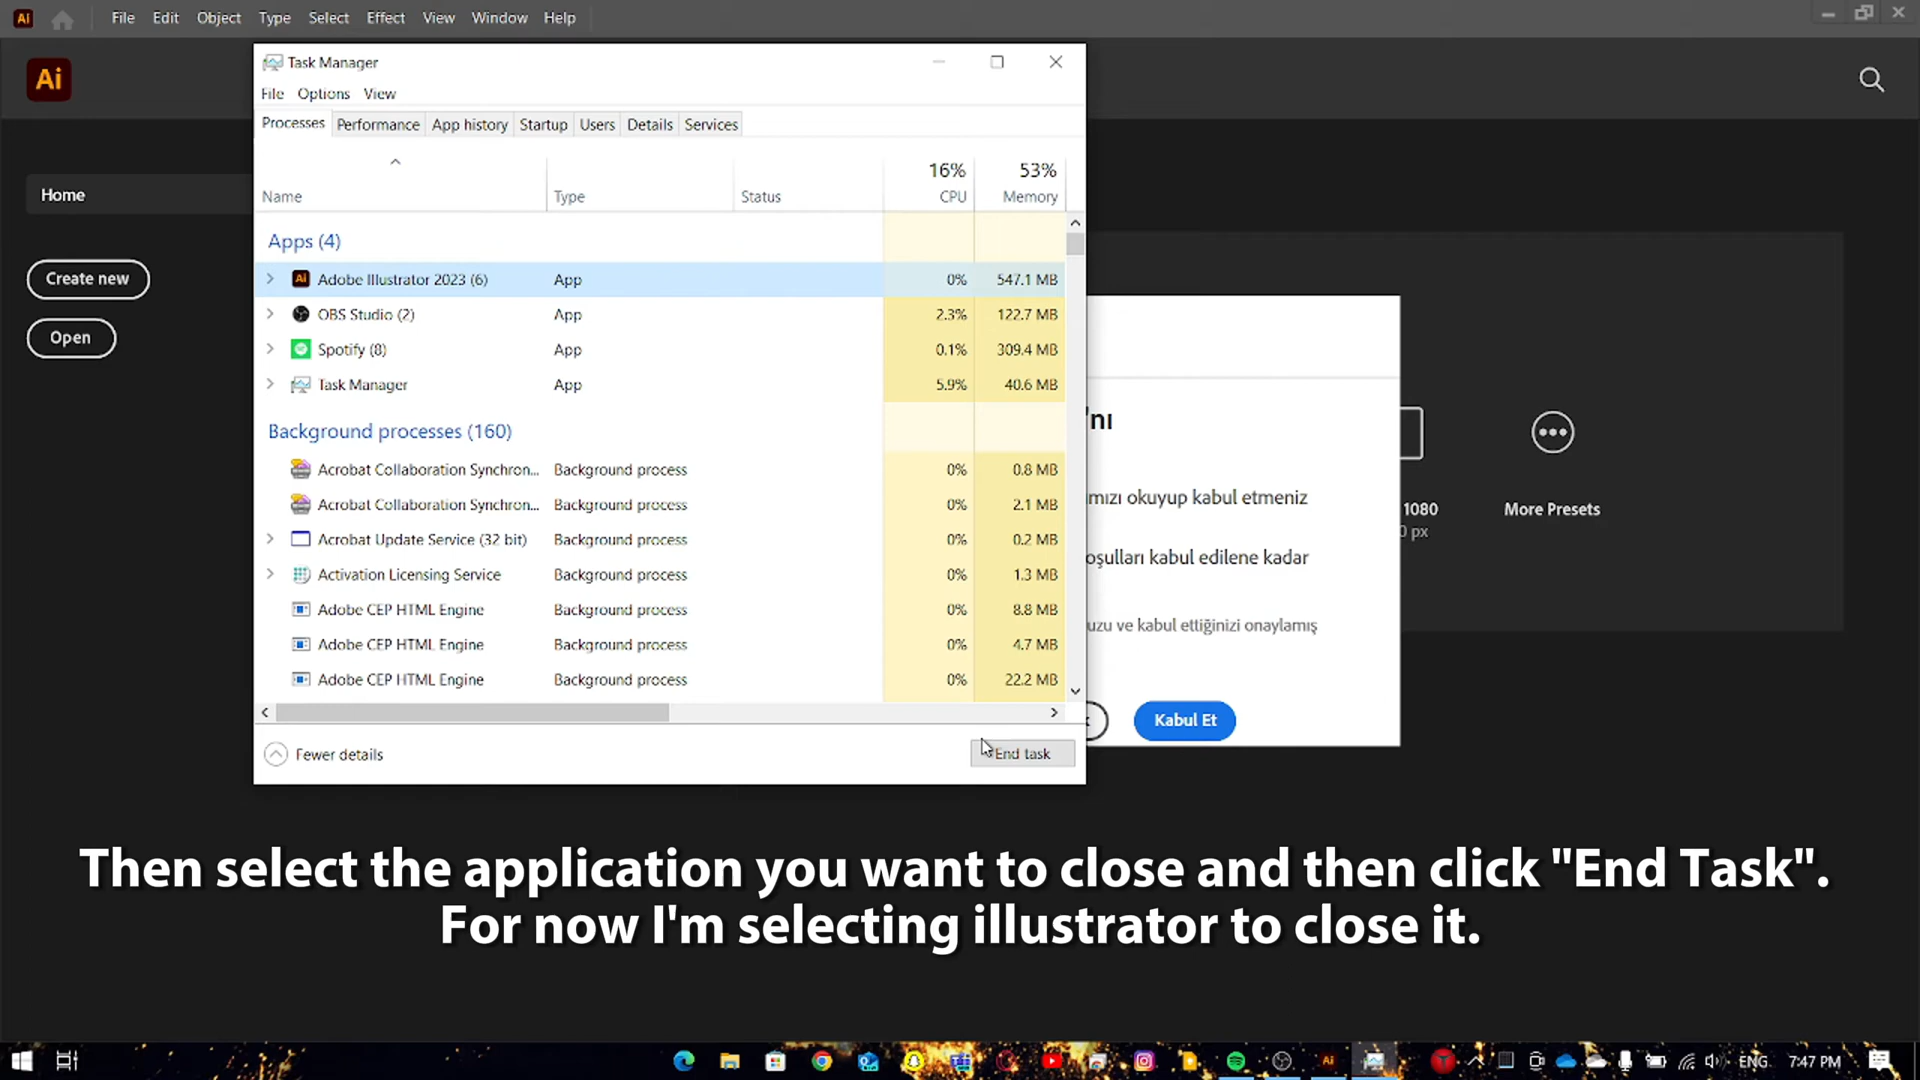 Ai File Edit Object Type Select Effect View Window Help
Ai
Home
Create new
Open
Task Manager
File Options View
Processes Performance App history Startup Users Details Services
16% 53%
Name Type Status CPU Memory
Apps (4)
Ai Adobe Illustrator 2023 (6) App 0% 547.1 MB
OBS Studio (2) App 2.3% 122.7 MB
Spotify (8) App 0.1% 309.4 MB
Task Manager App 5.9% 40.6 MB
Background processes (160)
Acrobat Collaboration Synchron... Background process 0% 0.8 MB
Acrobat Collaboration Synchron... Background process 0% 2.1 MB
Acrobat Update Service (32 bit) Background process 0% 0.2 MB
Activation Licensing Service Background process 0% 1.3 MB
Adobe CEP HTML Engine Background process 0% 8.8 MB
Adobe CEP HTML Engine Background process 0% 4.7 MB
Adobe CEP HTML Engine Background process 0% 22.2 MB
Fewer details End task
'nı
mızı okuyup kabul etmeniz
oşulları kabul edilene kadar
uzu ve kabul ettiğinizi onaylamış
Kabul Et
1080
0 px
More Presets
Then select the application you want to close and then click "End Task".
For now I'm selecting illustrator to close it.
Ai ENG 7:47 PM